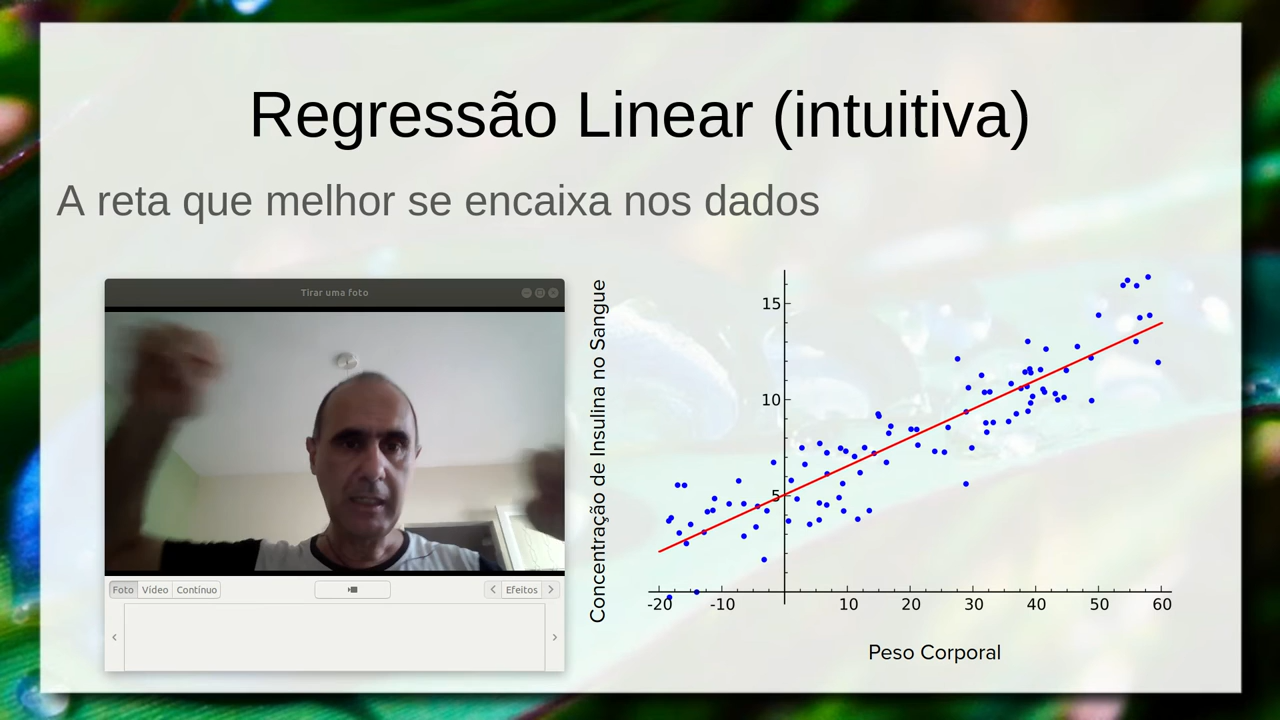 Regressão Linear (intuitiva)
A reta que melhor se encaixa nos dados
Tirar uma foto
Foto Vídeo Contínuo
Efeitos
Concentração de Insulina no Sangue
15
10
5
-20 -10 10 20 30 40 50 60
Peso Corporal